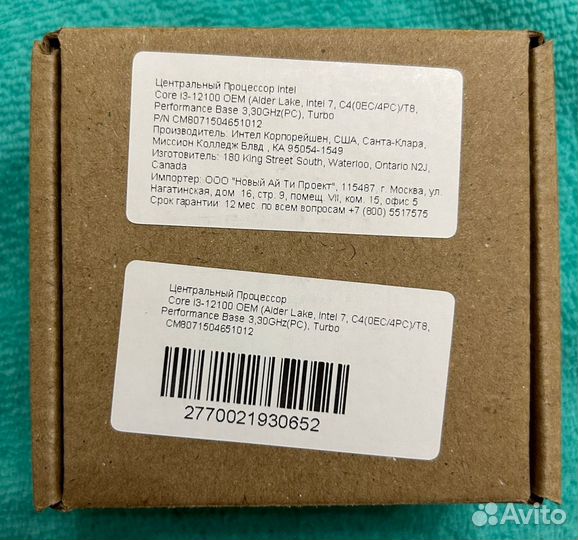 Центральный Процессор Intel
Core i3-12100 OEM (Alder Lake, Intel 7, C4(0EC/4PC)/T8,
Performance Base 3,30GHz(PC), Turbo
P/N CM8071504651012
Производитель: Интел Корпорейшен, США, Санта-Клара,
Миссион Колледж Блвд., КА 95054-1549
Изготовитель: 180 King Street South, Waterloo, Ontario N2J,
Canada
Импортер: ООО "Новый Ай Ти Проект", 115487, г. Москва, ул.
Нагатинская, дом. 16, стр. 9, помещ. VII, ком. 15, офис 5
Срок гарантии: 12 мес. по всем вопросам +7 (800) 5517575
Центральный Процессор
Core i3-12100 OEM (Alder Lake, Intel 7, C4(0EC/4PC)/T8,
Performance Base 3,30GHz(PC), Turbo
CM8071504651012
2770021930652
Avito